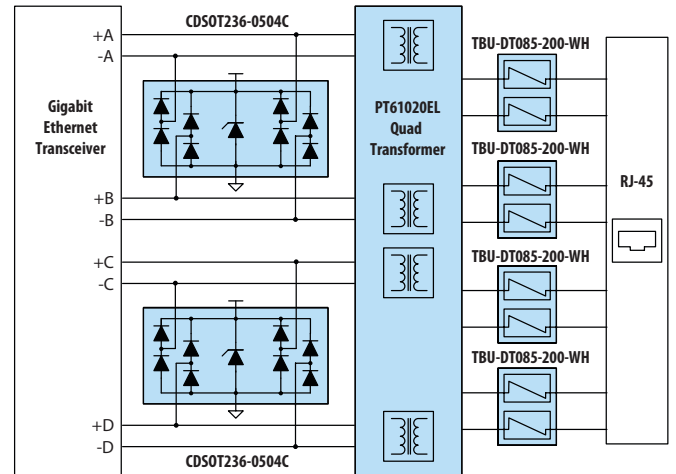 CDSOT236-0504C
+A
-A
Gigabit
Ethernet
Transceiver
+B
-B
+C
-C
+D
-D
CDSOT236-0504C
PT61020EL
Quad
Transformer
TBU-DT085-200-WH
TBU-DT085-200-WH
TBU-DT085-200-WH
TBU-DT085-200-WH
RJ-45